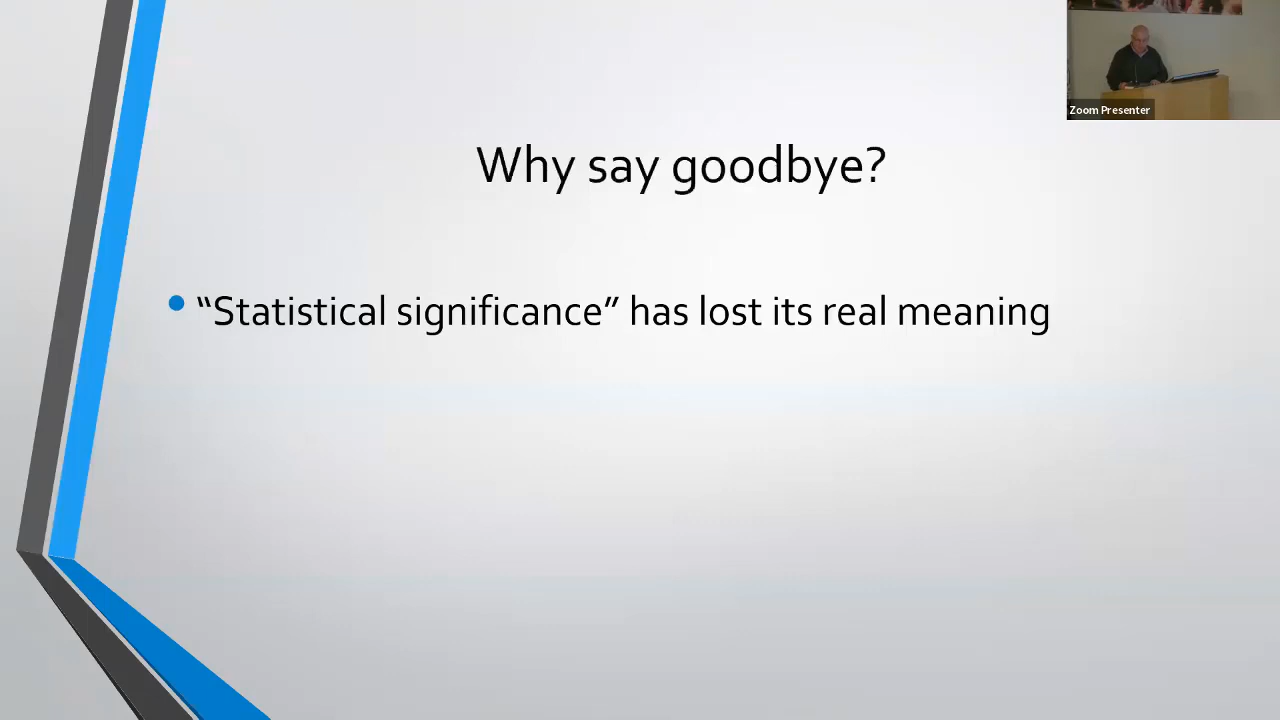 Zoom Presenter
Why say goodbye?
• “Statistical significance” has lost its real meaning